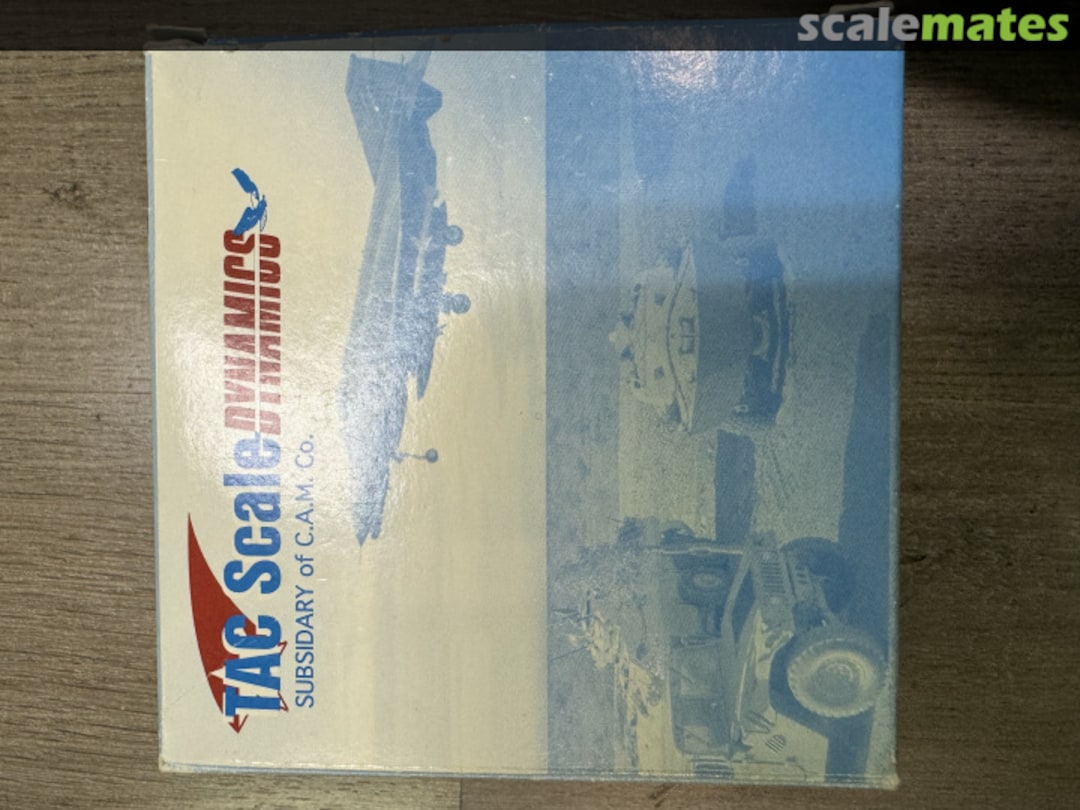 scalemates
TAC Scale DYNAMICS
SUBSIDARY of C.A.M. Co.